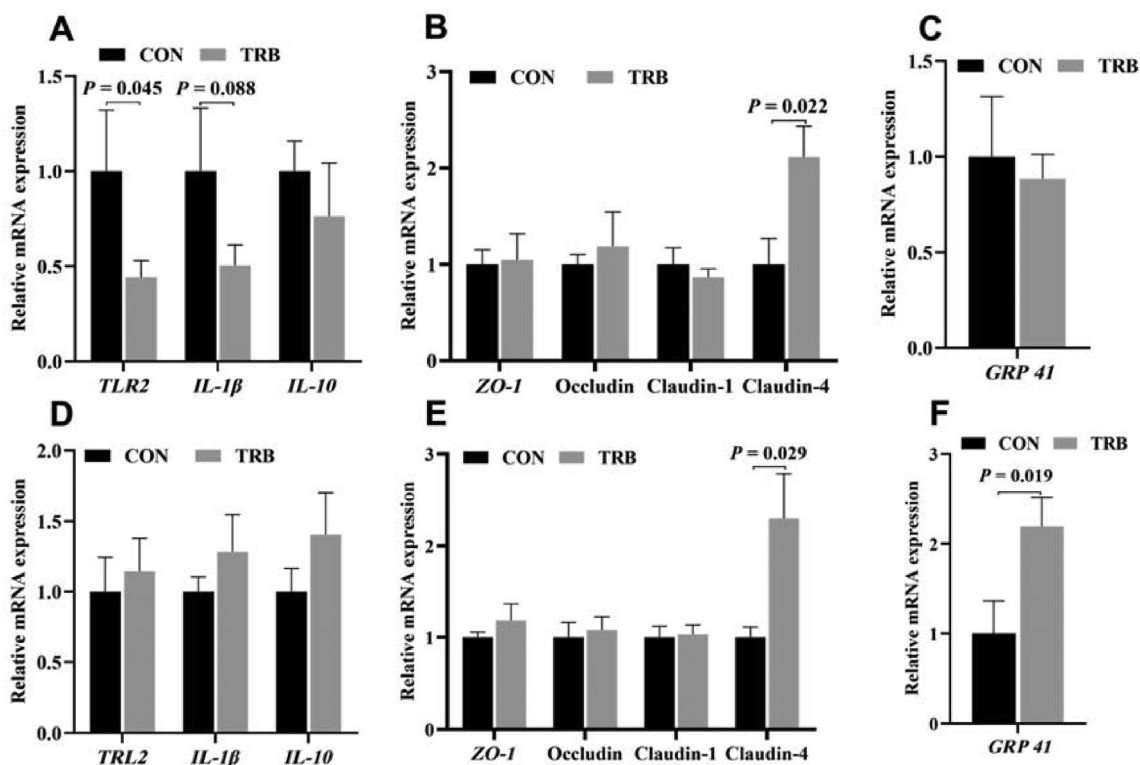 A
CON TRB
P = 0.045 P = 0.088
Relative mRNA expression
1.5
1.0
0.5
0.0
TLR2 IL-1β IL-10
B
CON TRB
P = 0.022
Relative mRNA expression
3
2
1
0
ZO-1 Occludin Claudin-1 Claudin-4
C
CON TRB
Relative mRNA expression
1.5
1.0
0.5
0.0
GRP 41
D
CON TRB
Relative mRNA expression
2.0
1.5
1.0
0.5
0.0
TRL2 IL-1β IL-10
E
CON TRB
P = 0.029
Relative mRNA expression
3
2
1
0
ZO-1 Occludin Claudin-1 Claudin-4
F
CON TRB
P = 0.019
Relative mRNA expression
3
2
1
0
GRP 41